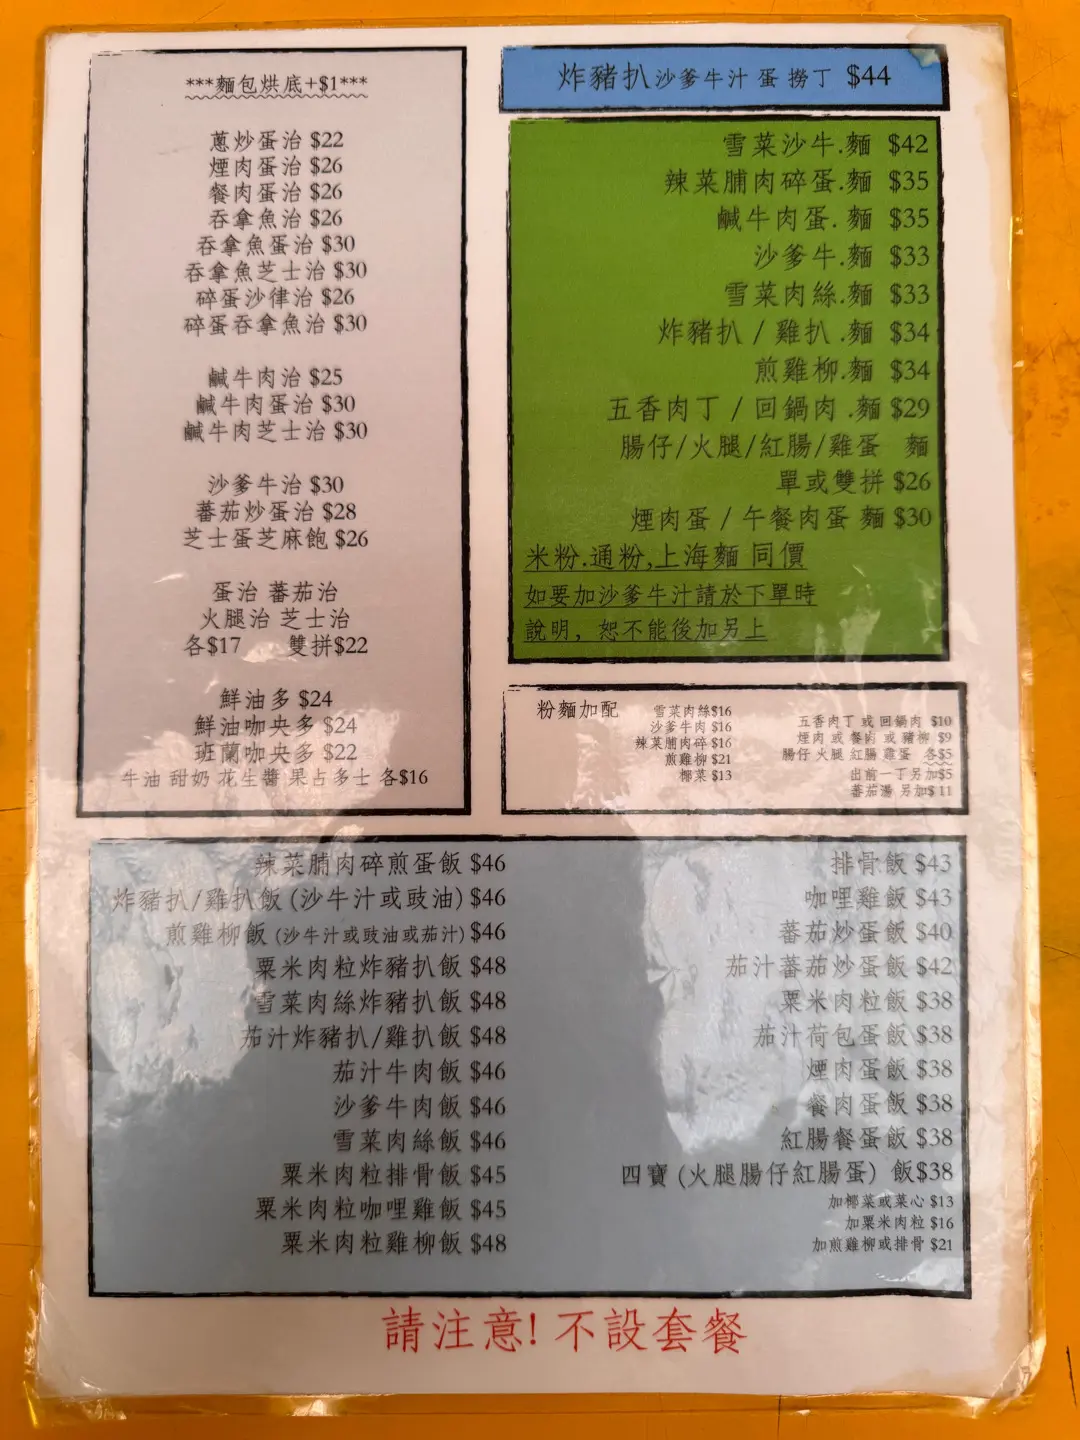 ***麵包烘底+$1***
蔥炒蛋治 $22
煙肉蛋治 $26
餐肉蛋治 $26
吞拿魚治 $26
吞拿魚蛋治 $30
吞拿魚芝士治 $30
碎蛋沙律治 $26
碎蛋吞拿魚治 $30
鹹牛肉治 $25
鹹牛肉蛋治 $30
鹹牛肉芝士治 $30
沙爹牛治 $30
蕃茄炒蛋治 $28
芝士蛋芝麻飽 $26
蛋治 蕃茄治
火腿治 芝士治
各$17 雙拼$22
鮮油多 $24
鮮油咖央多 $24
班蘭咖央多 $22
牛油 甜奶 花生醬 果占多士 各$16
炸豬扒 沙爹牛汁 蛋 撈丁 $44
雪菜沙牛.麵 $42
辣菜脯肉碎蛋.麵 $35
鹹牛肉蛋. 麵 $35
沙爹牛.麵 $33
雪菜肉絲.麵 $33
炸豬扒 / 雞扒 .麵 $34
煎雞柳.麵 $34
五香肉丁 / 回鍋肉 .麵 $29
腸仔/火腿/紅腸/雞蛋 麵
單或雙拼 $26
煙肉蛋 / 午餐肉蛋 麵 $30
米粉.通粉,上海麵 同價
如要加沙爹牛汁請於下單時
說明, 恕不能後加另上
粉麵加配
雪菜肉絲$16
沙爹牛肉 $16
辣菜脯肉碎 $16
煎雞柳 $21
椰菜 $13
五香肉丁 或 回鍋肉 $10
煙肉 或 餐肉 或 豬柳 $9
腸仔 火腿 紅腸 雞蛋 各$5
出前一丁另加$5
蕃茄湯 另加$ 11
辣菜脯肉碎煎蛋飯 $46
炸豬扒/雞扒飯 (沙牛汁或豉油) $46
煎雞柳飯 (沙牛汁或豉油或茄汁) $46
粟米肉粒炸豬扒飯 $48
雪菜肉絲炸豬扒飯 $48
茄汁炸豬扒/雞扒飯 $48
茄汁牛肉飯 $46
沙爹牛肉飯 $46
雪菜肉絲飯 $46
粟米肉粒排骨飯 $45
粟米肉粒咖哩雞飯 $45
粟米肉粒雞柳飯 $48
排骨飯 $43
咖哩雞飯 $43
蕃茄炒蛋飯 $40
茄汁蕃茄炒蛋飯 $42
粟米肉粒飯 $38
茄汁荷包蛋飯 $38
煙肉蛋飯 $38
餐肉蛋飯 $38
紅腸餐蛋飯 $38
四寶 (火腿腸仔紅腸蛋) 飯$38
加椰菜或菜心 $13
加粟米肉粒 $16
加煎雞柳或排骨 $21
請注意! 不設套餐